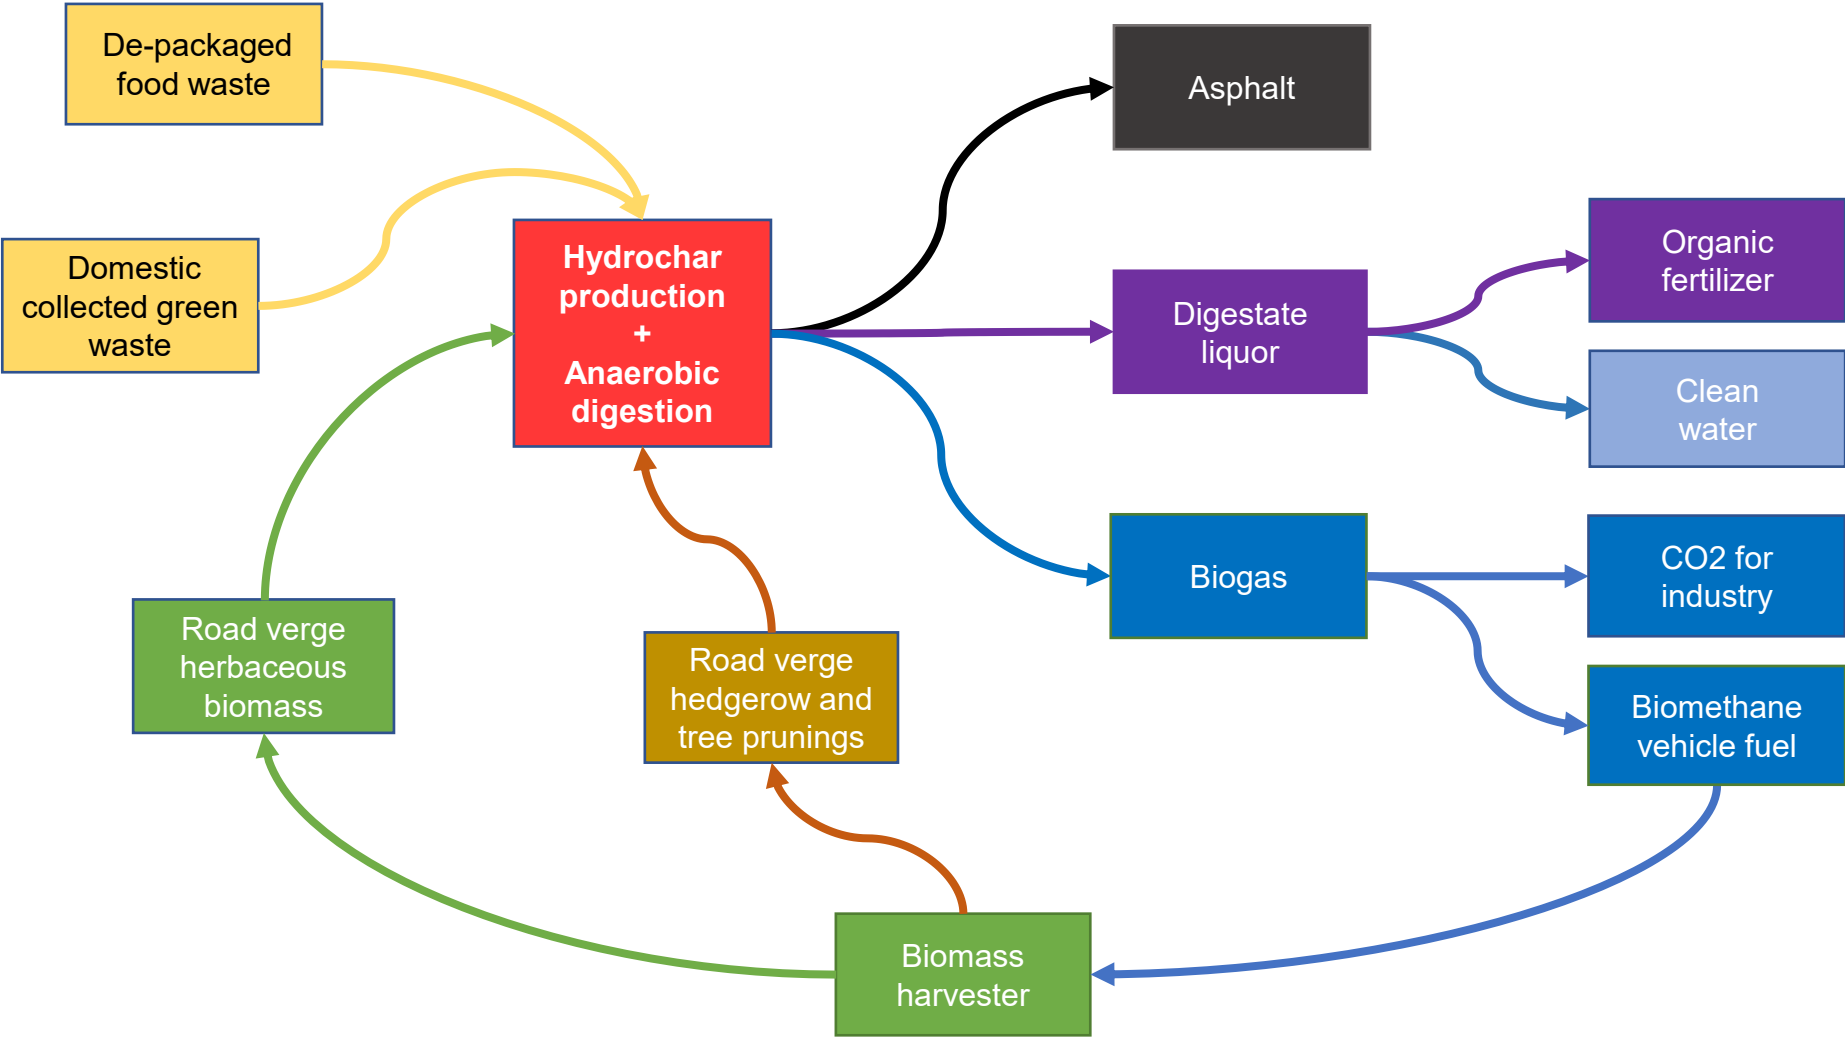 De-packaged
food waste
Domestic
collected green
waste
Hydrochar
production
+
Anaerobic
digestion
Asphalt
Digestate
liquor
Organic
fertilizer
Clean
water
Biogas
CO2 for
industry
Biomethane
vehicle fuel
Road verge
herbaceous
biomass
Road verge
hedgerow and
tree prunings
Biomass
harvester